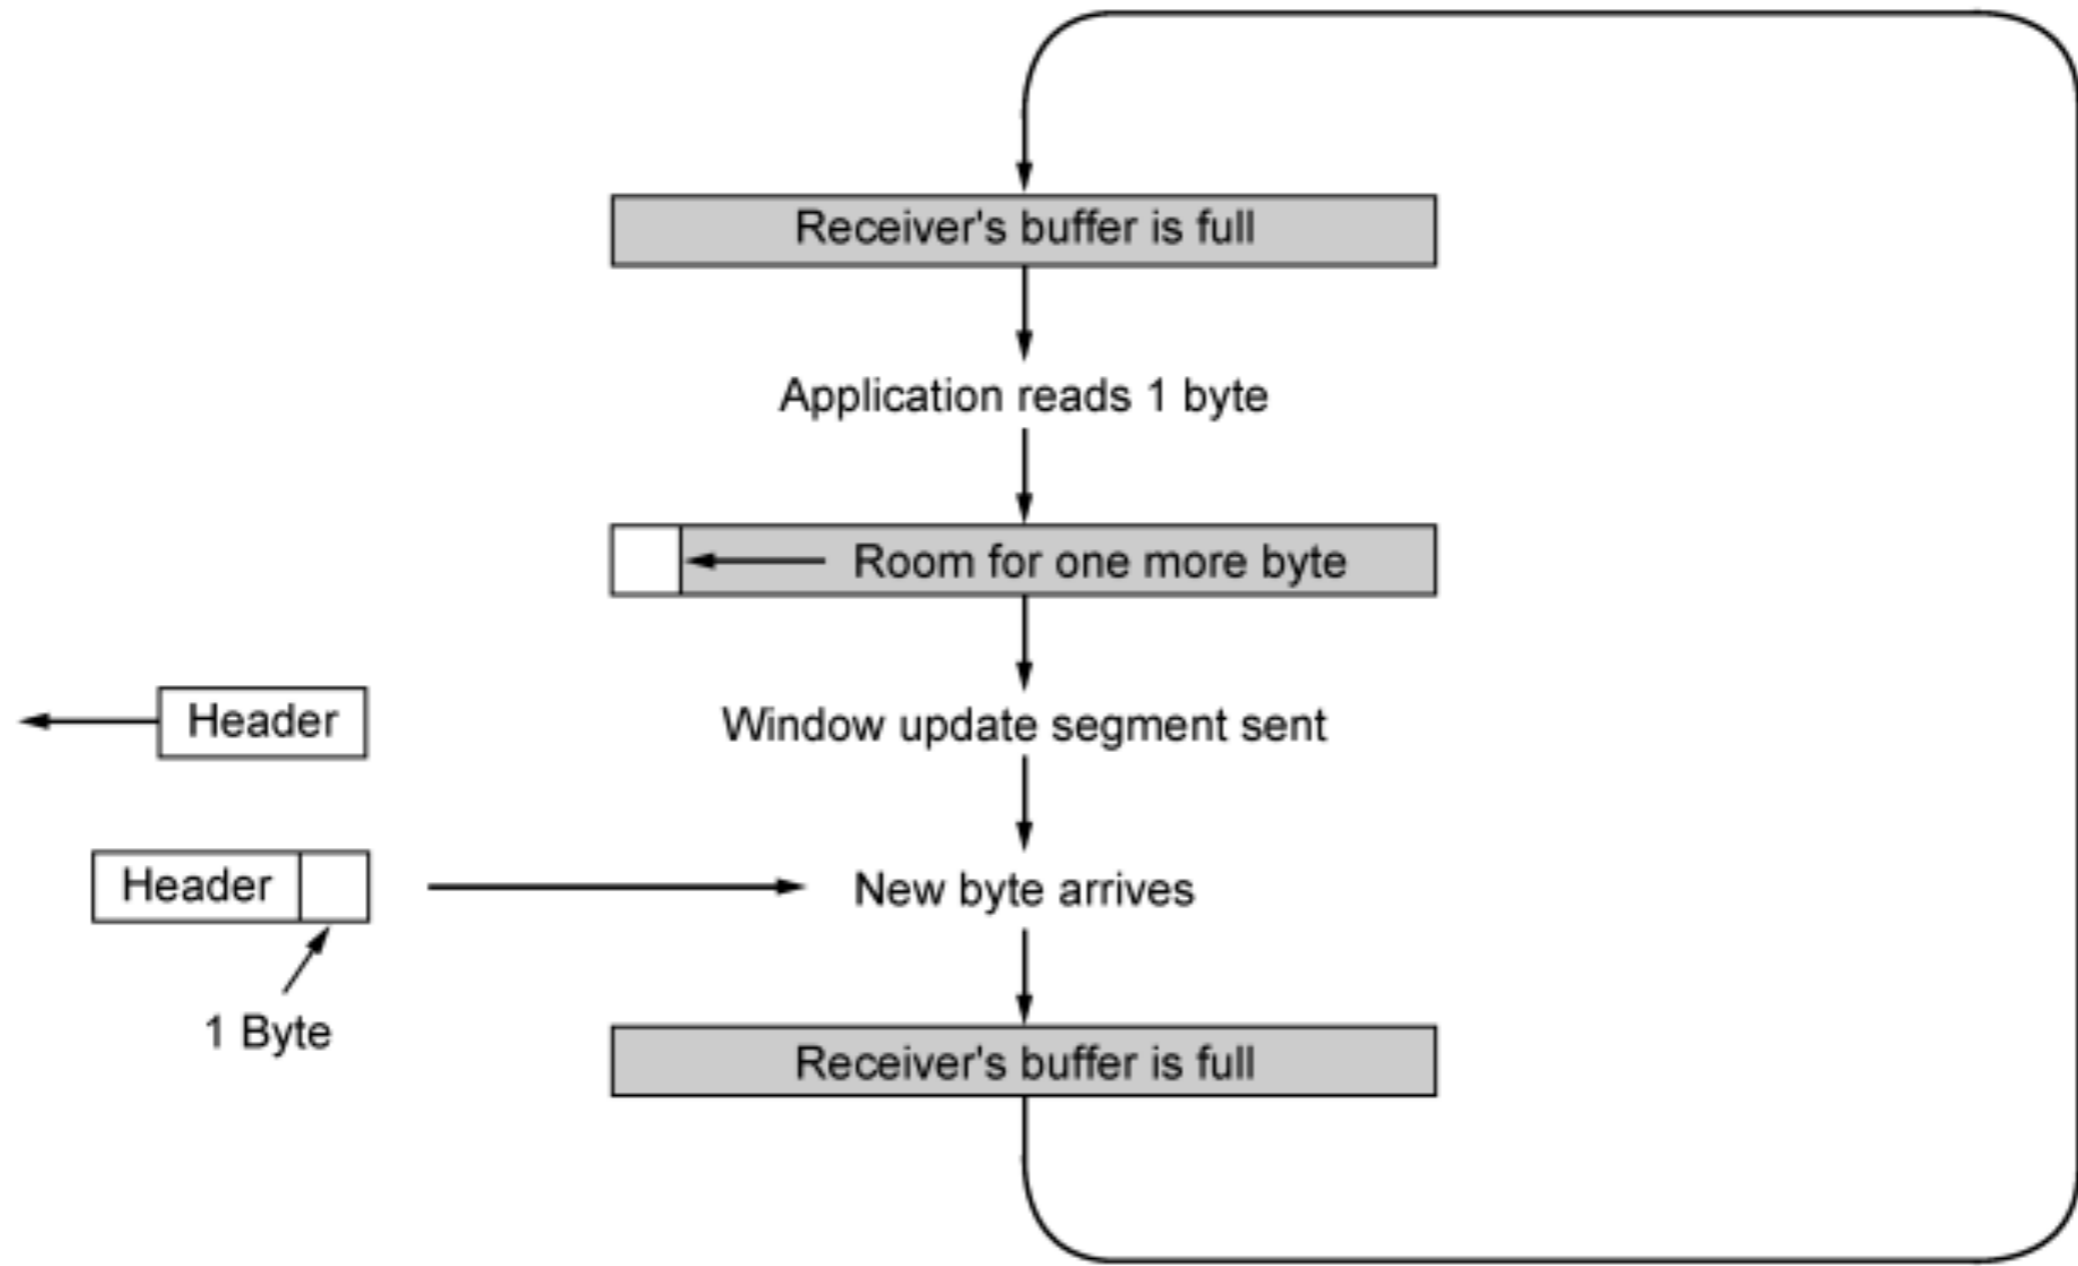 Receiver's buffer is full
Application reads 1 byte
Room for one more byte
Header
Window update segment sent
Header
New byte arrives
1 Byte
Receiver's buffer is full